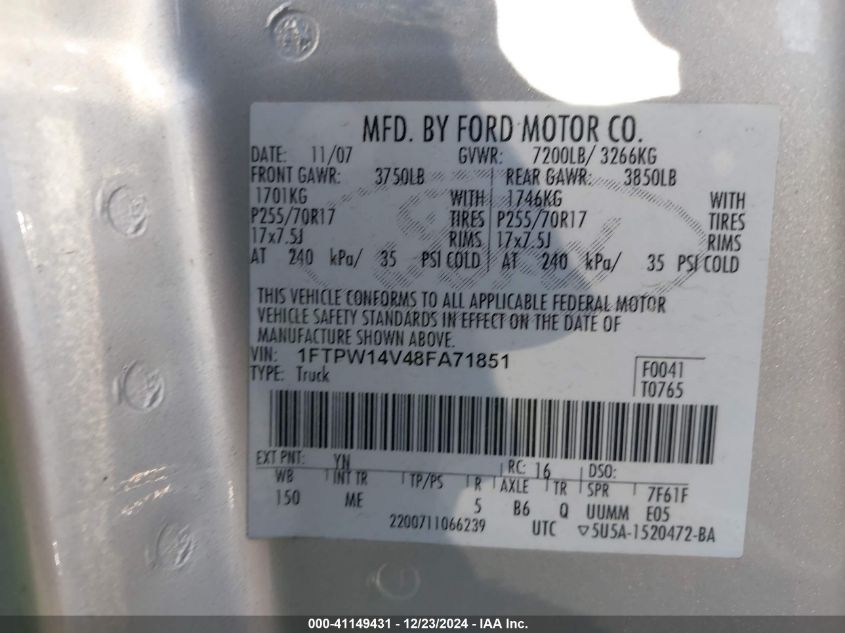 MFD. BY FORD MOTOR CO.
DATE: 11/07 GVWR: 7200LB/ 3266KG
FRONT GAWR: 3750LB REAR GAWR: 3850LB
1701KG WITH 1746KG WITH
P255/70R17 TIRES P255/70R17 TIRES
17x7.5J RIMS 17x7.5J RIMS
AT 240 kPa/ 35 PSI COLD AT 240 kPa/ 35 PSI COLD
THIS VEHICLE CONFORMS TO ALL APPLICABLE FEDERAL MOTOR
VEHICLE SAFETY STANDARDS IN EFFECT ON THE DATE OF
MANUFACTURE SHOWN ABOVE.
VIN: 1FTPW14V48FA71851
TYPE: Truck
F0041
T0765
EXT PNT: YN RC: 16 DSO:
WB INT TR TP/PS R AXLE TR SPR 7F61F
150 ME 5 B6 Q UUMM E05
2200711066239 UTC ▽5U5A-1520472-BA
000-41149431 - 12/23/2024 - IAA Inc.